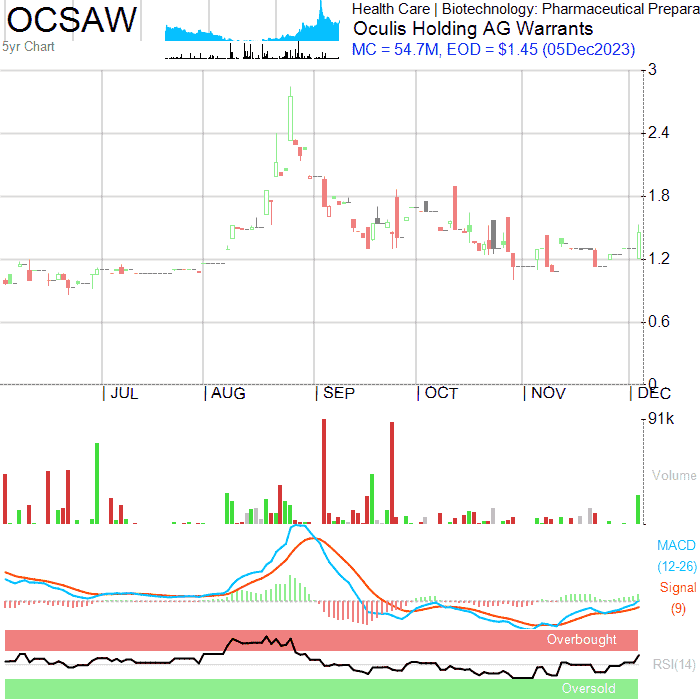 OCSAW
Health Care | Biotechnology: Pharmaceutical Prepara
Oculis Holding AG Warrants
5yr Chart
MC = 54.7M, EOD = $1.45 (05Dec2023)
3
2.4
1.8
1.2
0.6
0
| JUL | AUG | SEP | OCT | NOV | DEC
91k
Volume
MACD
(12-26)
Signal
(9)
Overbought
RSI(14)
Oversold